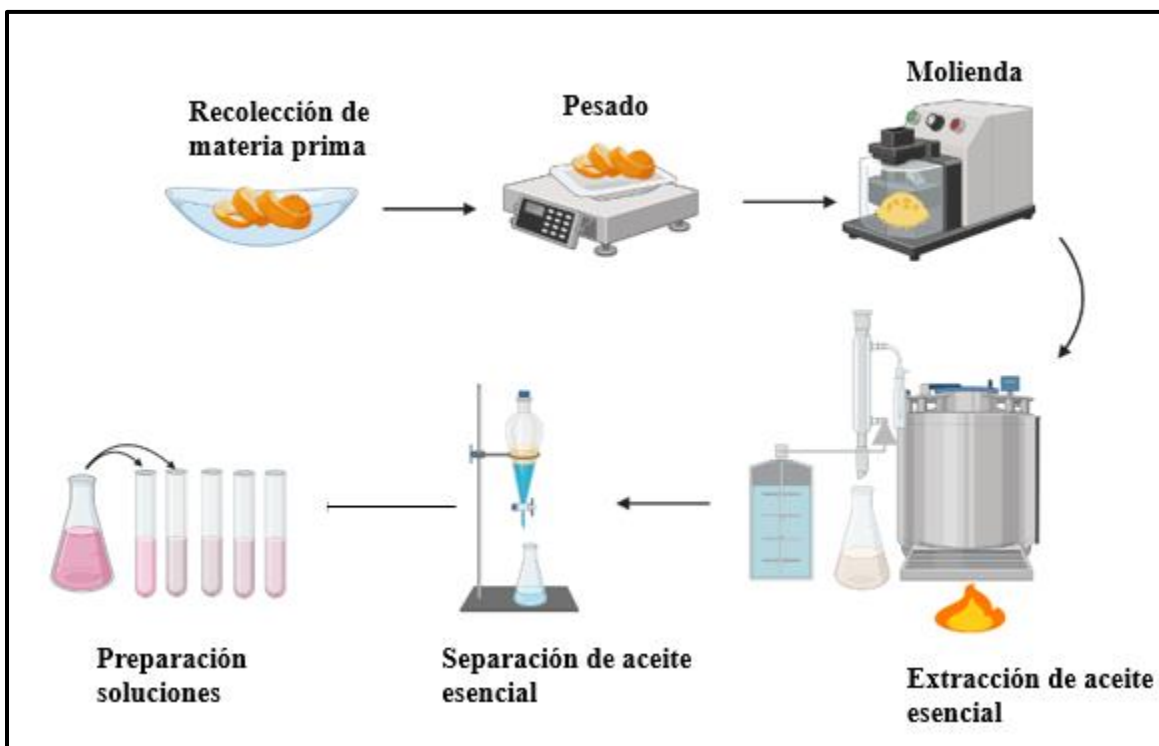 Recolección de
materia prima
Pesado
Molienda
Extracción de aceite
esencial
Separación de aceite
esencial
Preparación
soluciones